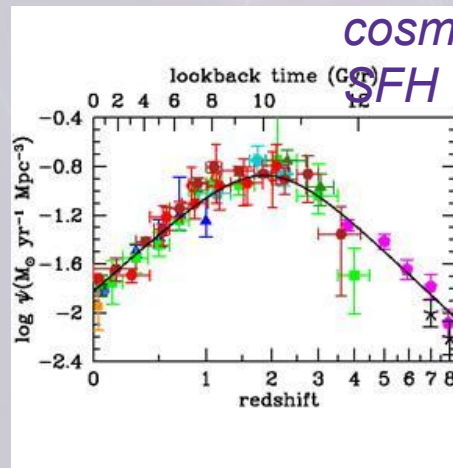 cosm
SFH
lookback time (Gyr)
0 2 4 6 8 10 12
-0.4
-0.8
-1.2
-1.6
-2
-2.4
log ψ(M⊙ yr⁻¹ Mpc⁻³)
0 1 2 3 4 5 6 7 8
redshift